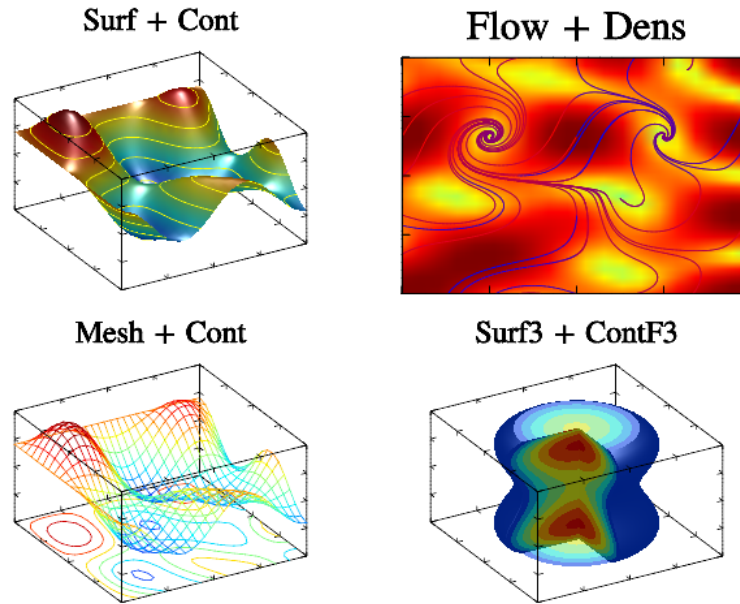 Surf + Cont
Flow + Dens
Mesh + Cont
Surf3 + ContF3